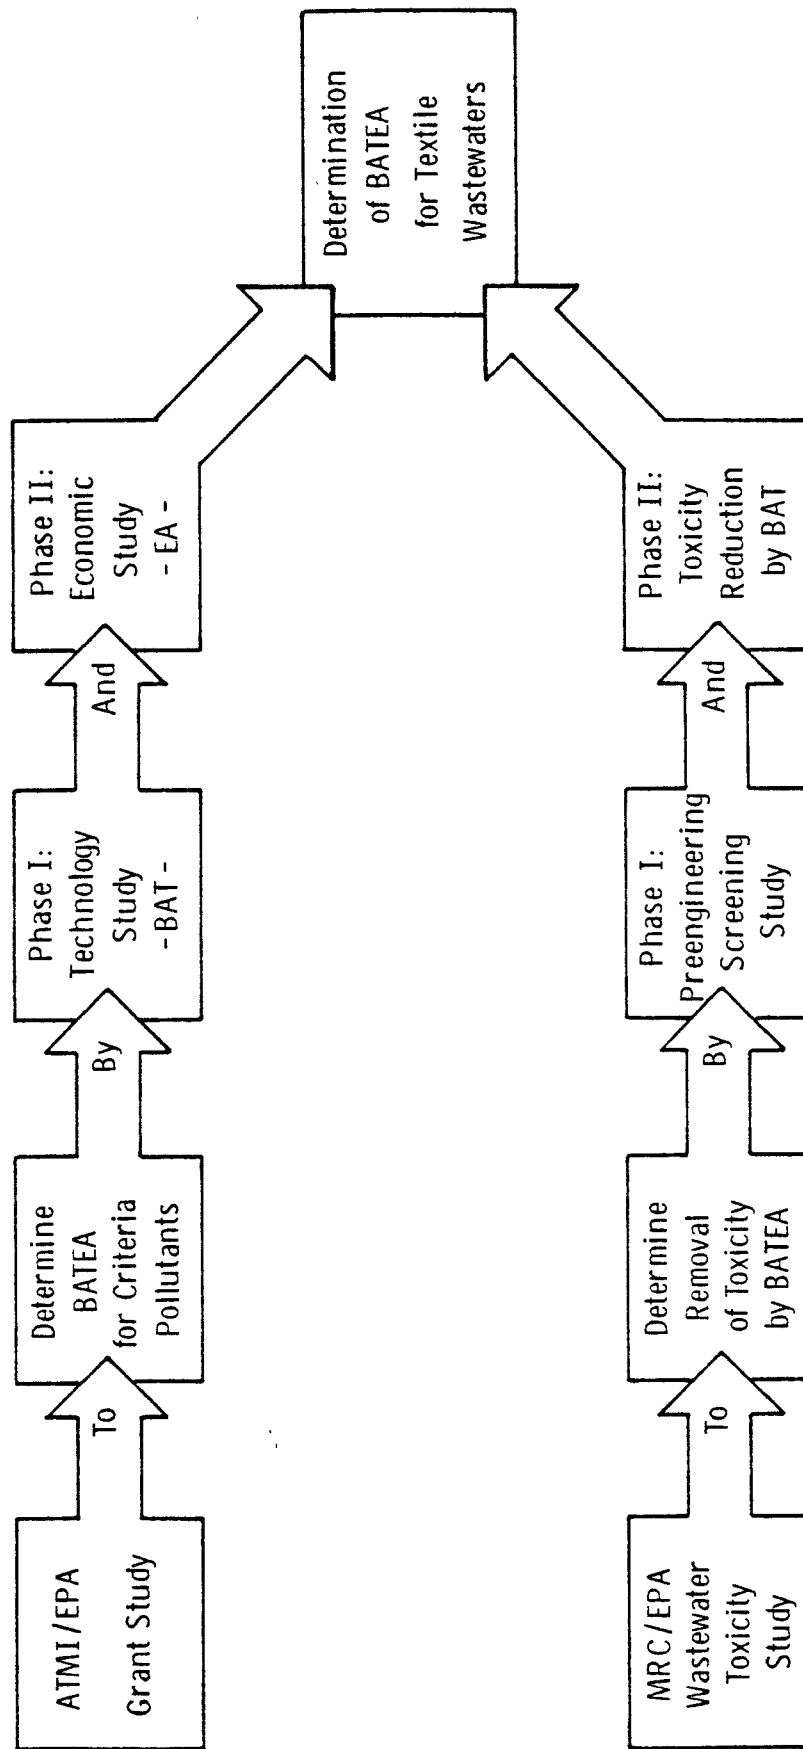 ATMI/EPA
Grant Study
To
Determine
BATEA
for Criteria
Pollutants
By
Phase I:
Technology
Study
-BAT-
And
Phase II:
Economic
Study
- EA -
Determination
of BATEA
for Textile
Wastewaters
MRC/EPA
Wastewater
Toxicity
Study
To
Determine
Removal
of Toxicity
by BATEA
By
Phase I:
Preengineering
Screening
Study
And
Phase II:
Toxicity
Reduction
by BAT